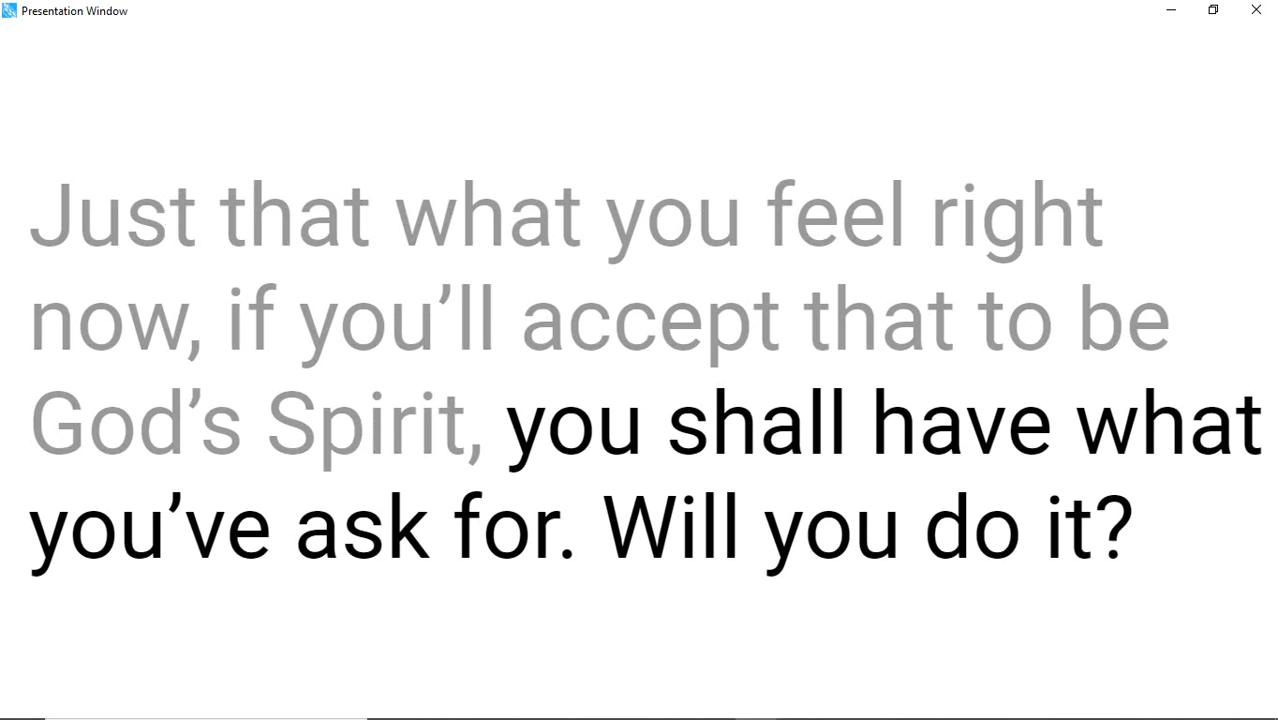 Presentation Window
Just that what you feel right
now, if you’ll accept that to be
God’s Spirit, you shall have what
you’ve ask for. Will you do it?